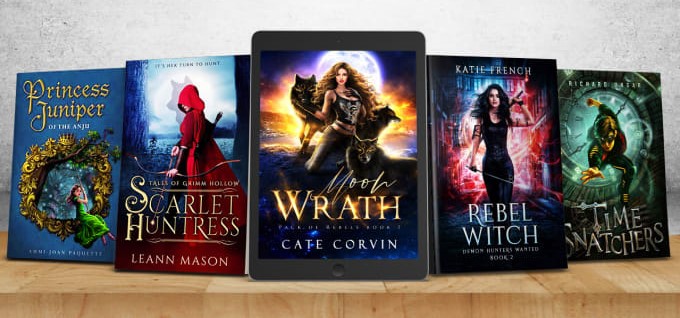 Princess
Juniper
OF THE ANJU
AMMI-JOAN PAQUETTE
IT'S HER TURN TO HUNT.
TALES OF GRIMM HOLLOW
SCARLET
HUNTRESS
LEANN MASON
Moon
WRATH
PACK OF REBELS BOOK 2
CATE CORVIN
KATIE FRENCH
REBEL
WITCH
DEMON HUNTERS WANTED
BOOK 2
RICHARD
TIME
SNATCHERS